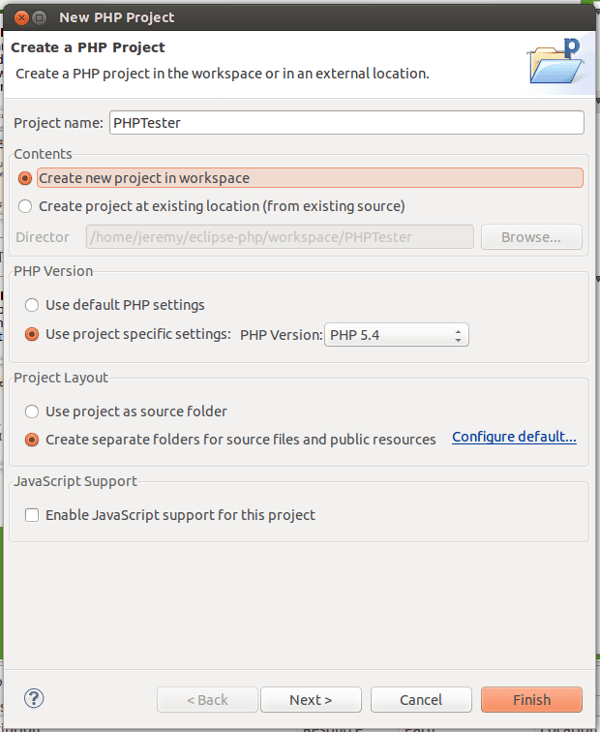 New PHP Project
Create a PHP Project
Create a PHP project in the workspace or in an external location.
Project name: PHPTester
Contents
Create new project in workspace
Create project at existing location (from existing source)
Director /home/jeremy/eclipse-php/workspace/PHPTester Browse...
PHP Version
Use default PHP settings
Use project specific settings: PHP Version: PHP 5.4
Project Layout
Use project as source folder
Create separate folders for source files and public resources Configure default...
JavaScript Support
Enable JavaScript support for this project
? < Back Next > Cancel Finish